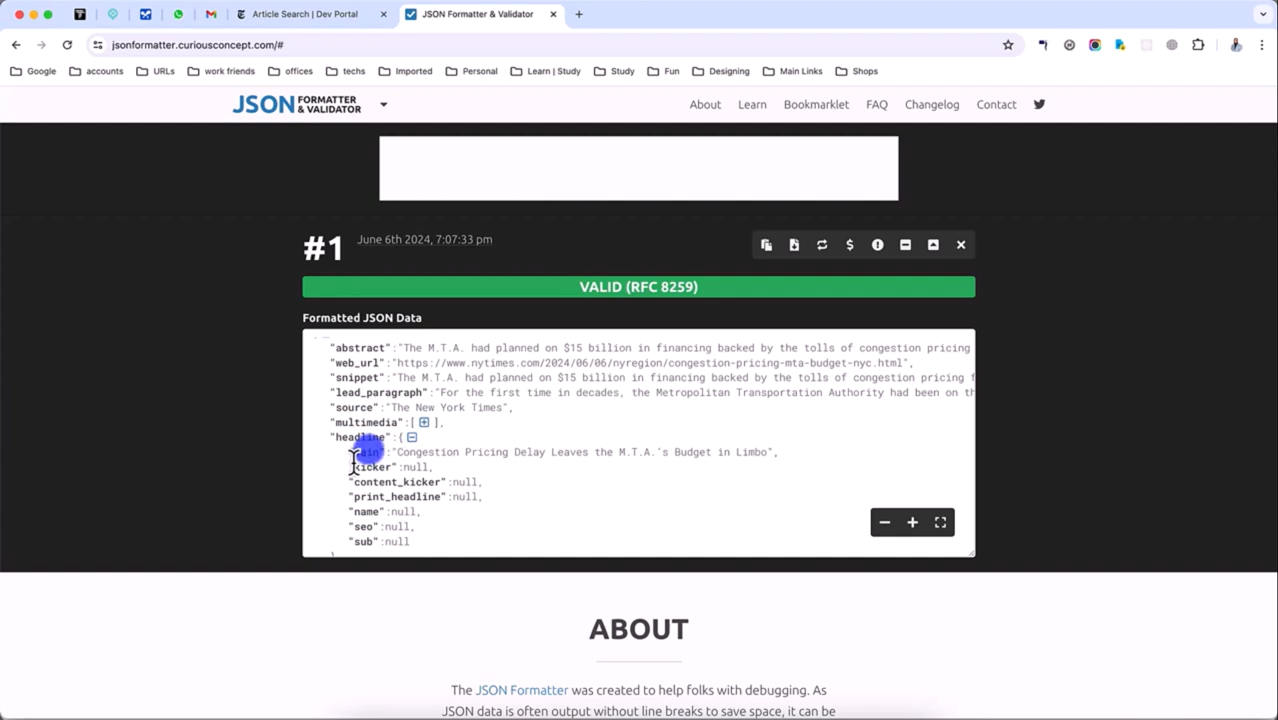 Article Search | Dev Portal
JSON Formatter & Validator
jsonformatter.curiousconcept.com/#
Google accounts URLs work friends offices techs Imported Personal Learn | Study Study Fun Designing Main Links Shops
JSON FORMATTER & VALIDATOR
About Learn Bookmarklet FAQ Changelog Contact
#1 June 6th 2024, 7:07:33 pm
VALID (RFC 8259)
Formatted JSON Data
"abstract":"The M.T.A. had planned on $15 billion in financing backed by the tolls of congestion pricing
"web_url":"https://www.nytimes.com/2024/06/06/nyregion/congestion-pricing-mta-budget-nyc.html",
"snippet":"The M.T.A. had planned on $15 billion in financing backed by the tolls of congestion pricing f
"lead_paragraph":"For the first time in decades, the Metropolitan Transportation Authority had been on th
"source":"The New York Times",
"multimedia":[ ],
"headline":{
"main":"Congestion Pricing Delay Leaves the M.T.A.'s Budget in Limbo",
"kicker":null,
"content_kicker":null,
"print_headline":null,
"name":null,
"seo":null,
"sub":null
ABOUT
The JSON Formatter was created to help folks with debugging. As
JSON data is often output without line breaks to save space, it can be